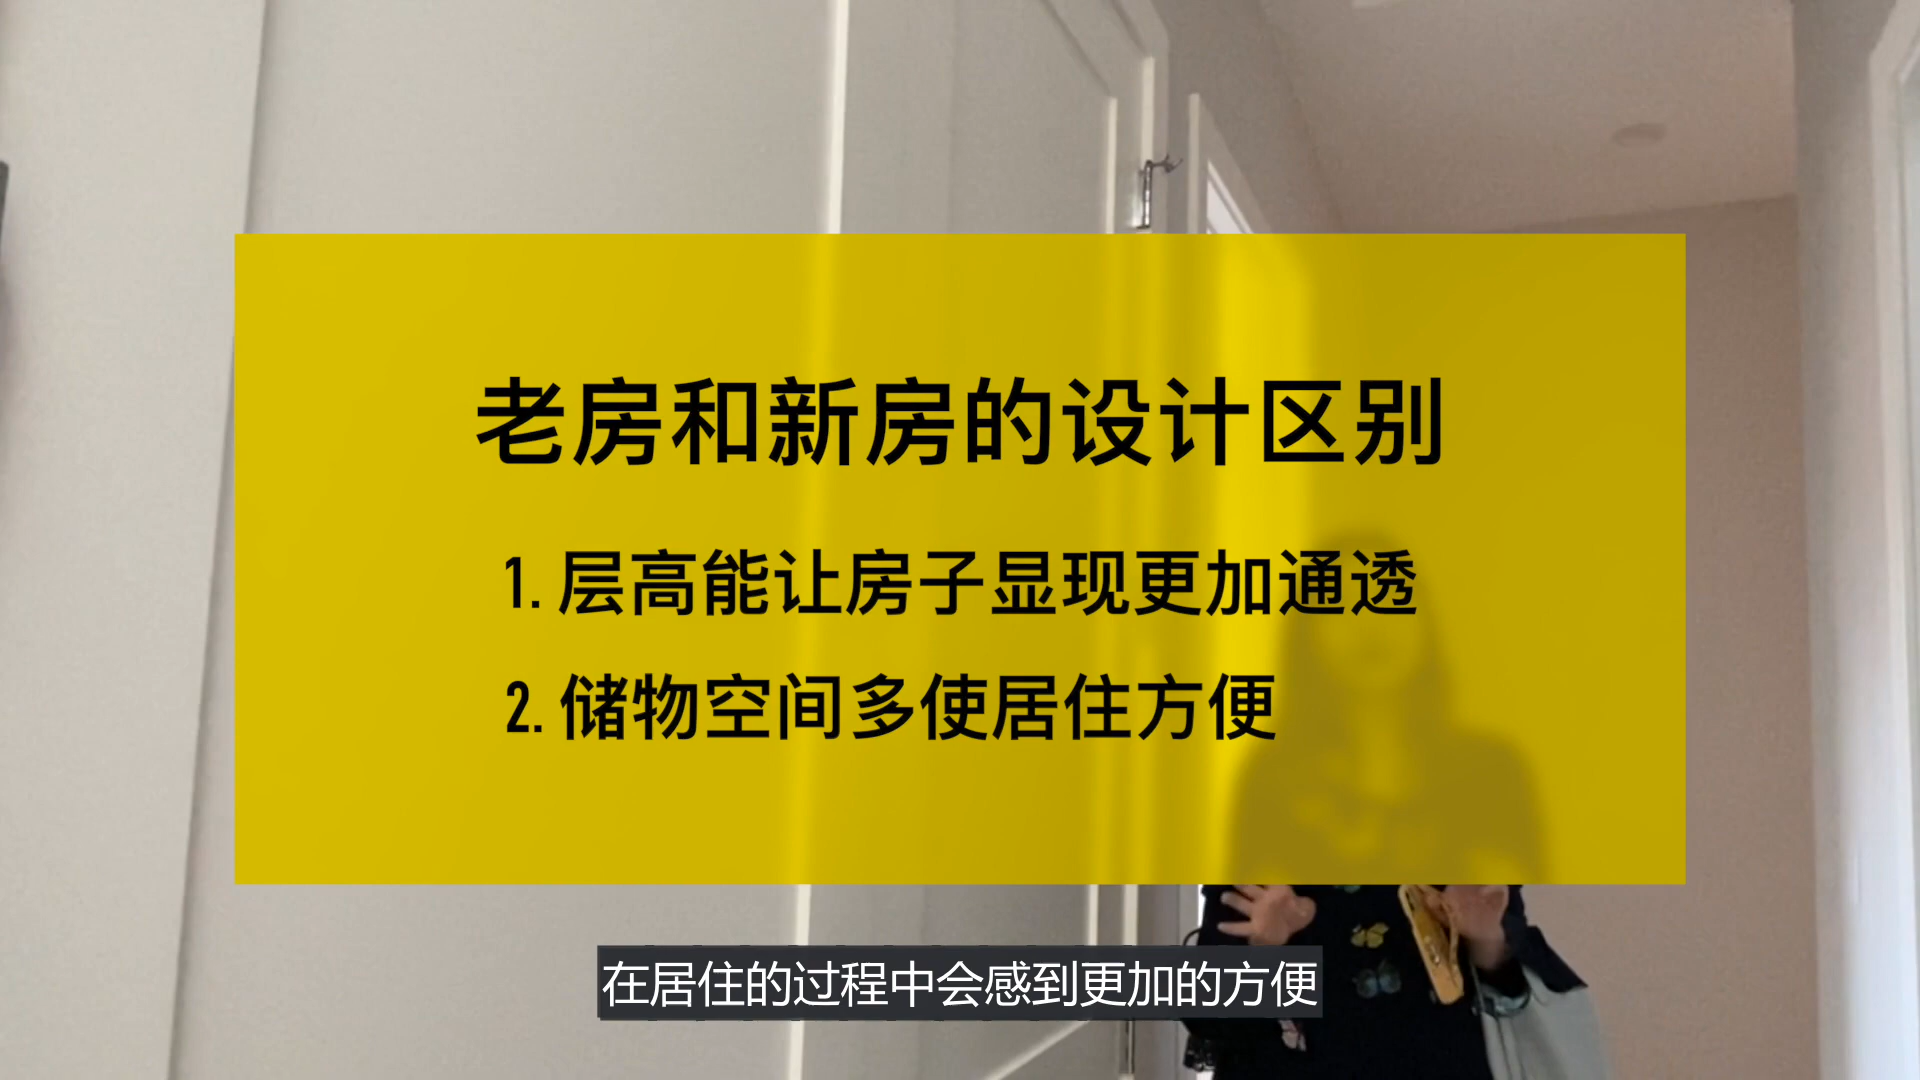 老房和新房的设计区别
1. 层高能让房子显现更加通透
2. 储物空间多使居住方便
在居住的过程中会感到更加的方便